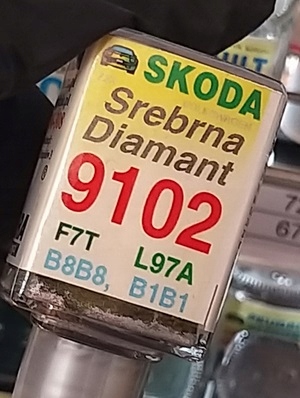 SKODA
Srebrna
Diamant
9102
F7T L97A
B8B8, B1B1